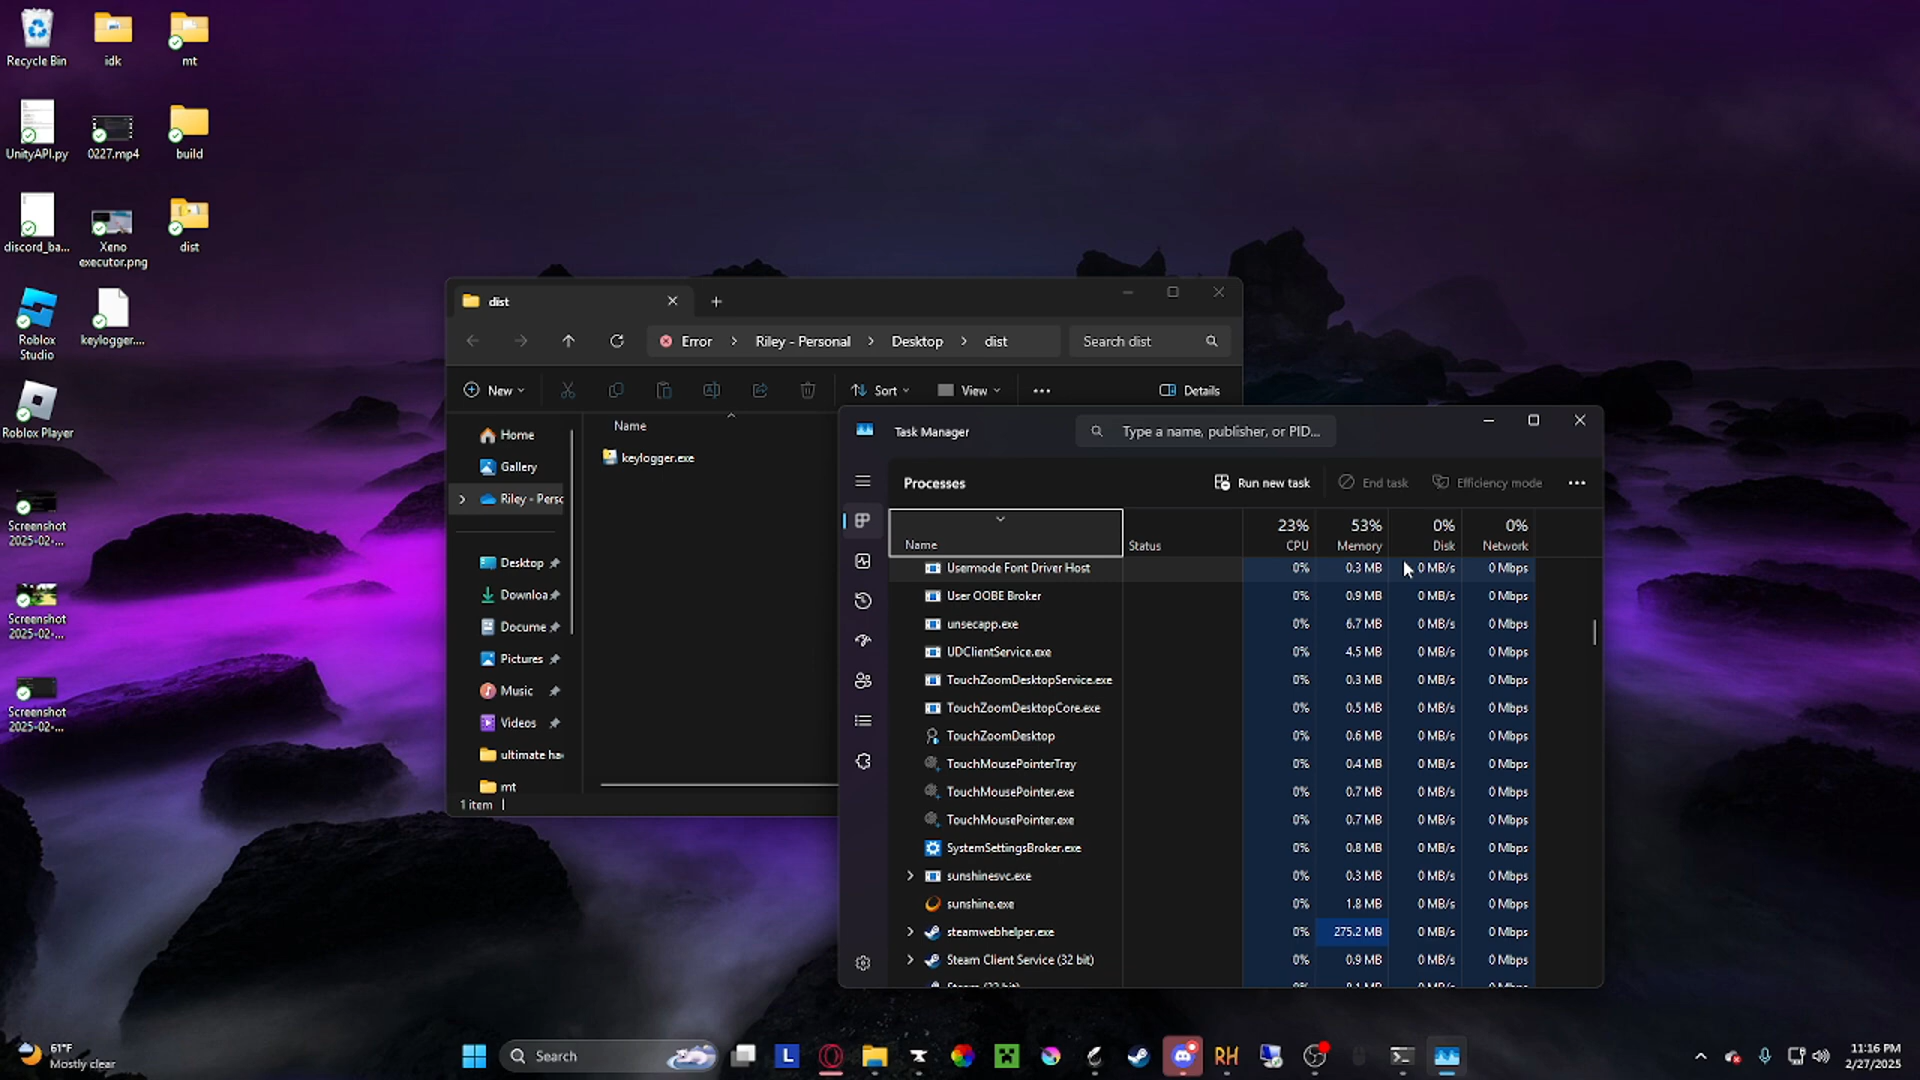 Recycle Bin
idk
mt
UnityAPI.py
0227.mp4
build
discord_ba...
Xeno
executor.png
dist
Roblox
Studio
keylogger....
Roblox Player
Screenshot
2025-02-...
Screenshot
2025-02-...
Screenshot
2025-02-...
dist
Error
Riley - Personal
Desktop
dist
Search dist
New
Sort
View
Details
Home
Gallery
Riley - Perso
Desktop
Downloa
Docume
Pictures
Music
Videos
ultimate ha
mt
Name
keylogger.exe
1 item
Task Manager
Type a name, publisher, or PID...
Processes
Run new task
End task
Efficiency mode
23% 53% 0% 0%
Name Status CPU Memory Disk Network
Usermode Font Driver Host 0% 0.3 MB 0 MB/s 0 Mbps
User OOBE Broker 0% 0.9 MB 0 MB/s 0 Mbps
unsecapp.exe 0% 6.7 MB 0 MB/s 0 Mbps
UDClientService.exe 0% 4.5 MB 0 MB/s 0 Mbps
TouchZoomDesktopService.exe 0% 0.3 MB 0 MB/s 0 Mbps
TouchZoomDesktopCore.exe 0% 0.5 MB 0 MB/s 0 Mbps
TouchZoomDesktop 0% 0.6 MB 0 MB/s 0 Mbps
TouchMousePointerTray 0% 0.4 MB 0 MB/s 0 Mbps
TouchMousePointer.exe 0% 0.7 MB 0 MB/s 0 Mbps
TouchMousePointer.exe 0% 0.7 MB 0 MB/s 0 Mbps
SystemSettingsBroker.exe 0% 0.8 MB 0 MB/s 0 Mbps
sunshinesvc.exe 0% 0.3 MB 0 MB/s 0 Mbps
sunshine.exe 0% 1.8 MB 0 MB/s 0 Mbps
steamwebhelper.exe 0% 275.2 MB 0 MB/s 0 Mbps
Steam Client Service (32 bit) 0% 0.9 MB 0 MB/s 0 Mbps
61°F
Mostly clear
Search
L
RH
11:16 PM
2/27/2025